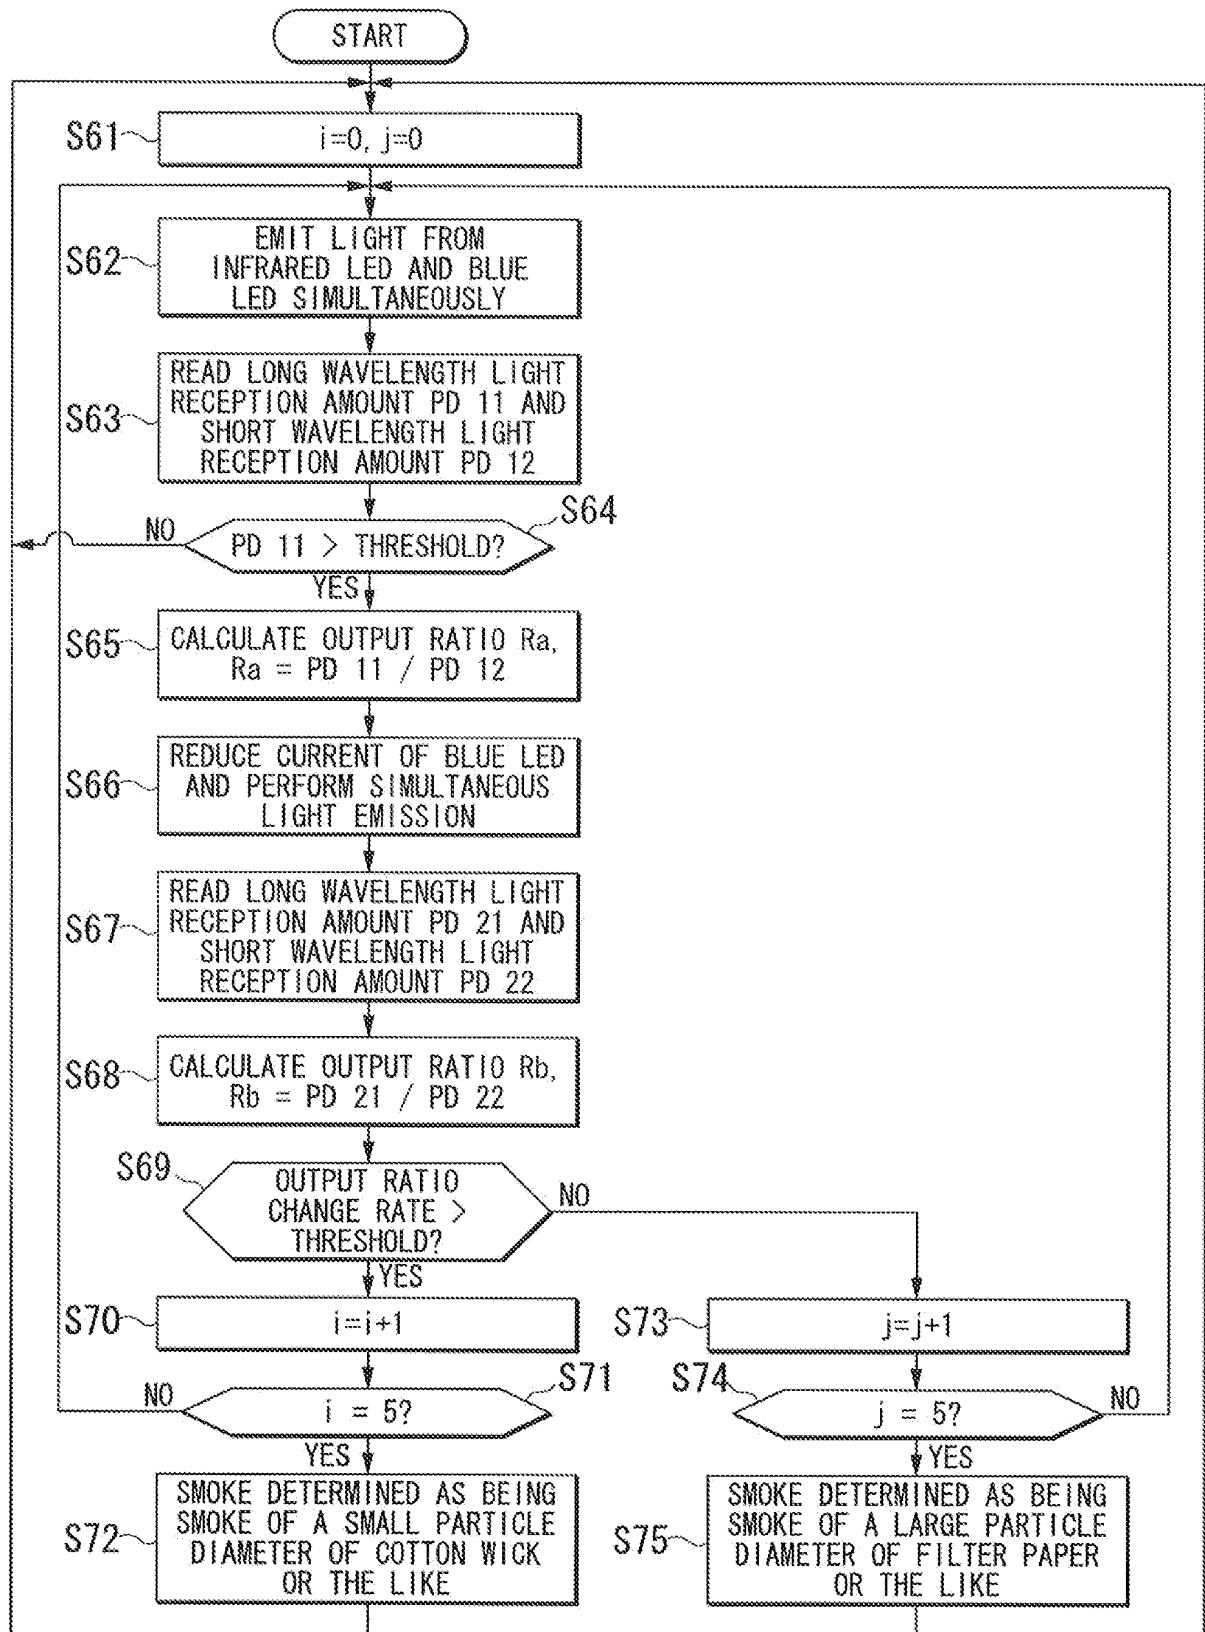 START
S61
i=0, j=0
S62
EMIT LIGHT FROM
INFRARED LED AND BLUE
LED SIMULTANEOUSLY
S63
READ LONG WAVELENGTH LIGHT
RECEPTION AMOUNT PD 11 AND
SHORT WAVELENGTH LIGHT
RECEPTION AMOUNT PD 12
S64
NO
PD 11 > THRESHOLD?
YES
S65
CALCULATE OUTPUT RATIO Ra,
Ra = PD 11 / PD 12
S66
REDUCE CURRENT OF BLUE LED
AND PERFORM SIMULTANEOUS
LIGHT EMISSION
S67
READ LONG WAVELENGTH LIGHT
RECEPTION AMOUNT PD 21 AND
SHORT WAVELENGTH LIGHT
RECEPTION AMOUNT PD 22
S68
CALCULATE OUTPUT RATIO Rb,
Rb = PD 21 / PD 22
S69
OUTPUT RATIO
CHANGE RATE >
THRESHOLD?
NO
YES
S70
i=i+1
S71
NO
i = 5?
YES
S72
SMOKE DETERMINED AS BEING
SMOKE OF A SMALL PARTICLE
DIAMETER OF COTTON WICK
OR THE LIKE
S73
j=j+1
S74
j = 5?
NO
YES
S75
SMOKE DETERMINED AS BEING
SMOKE OF A LARGE PARTICLE
DIAMETER OF FILTER PAPER
OR THE LIKE